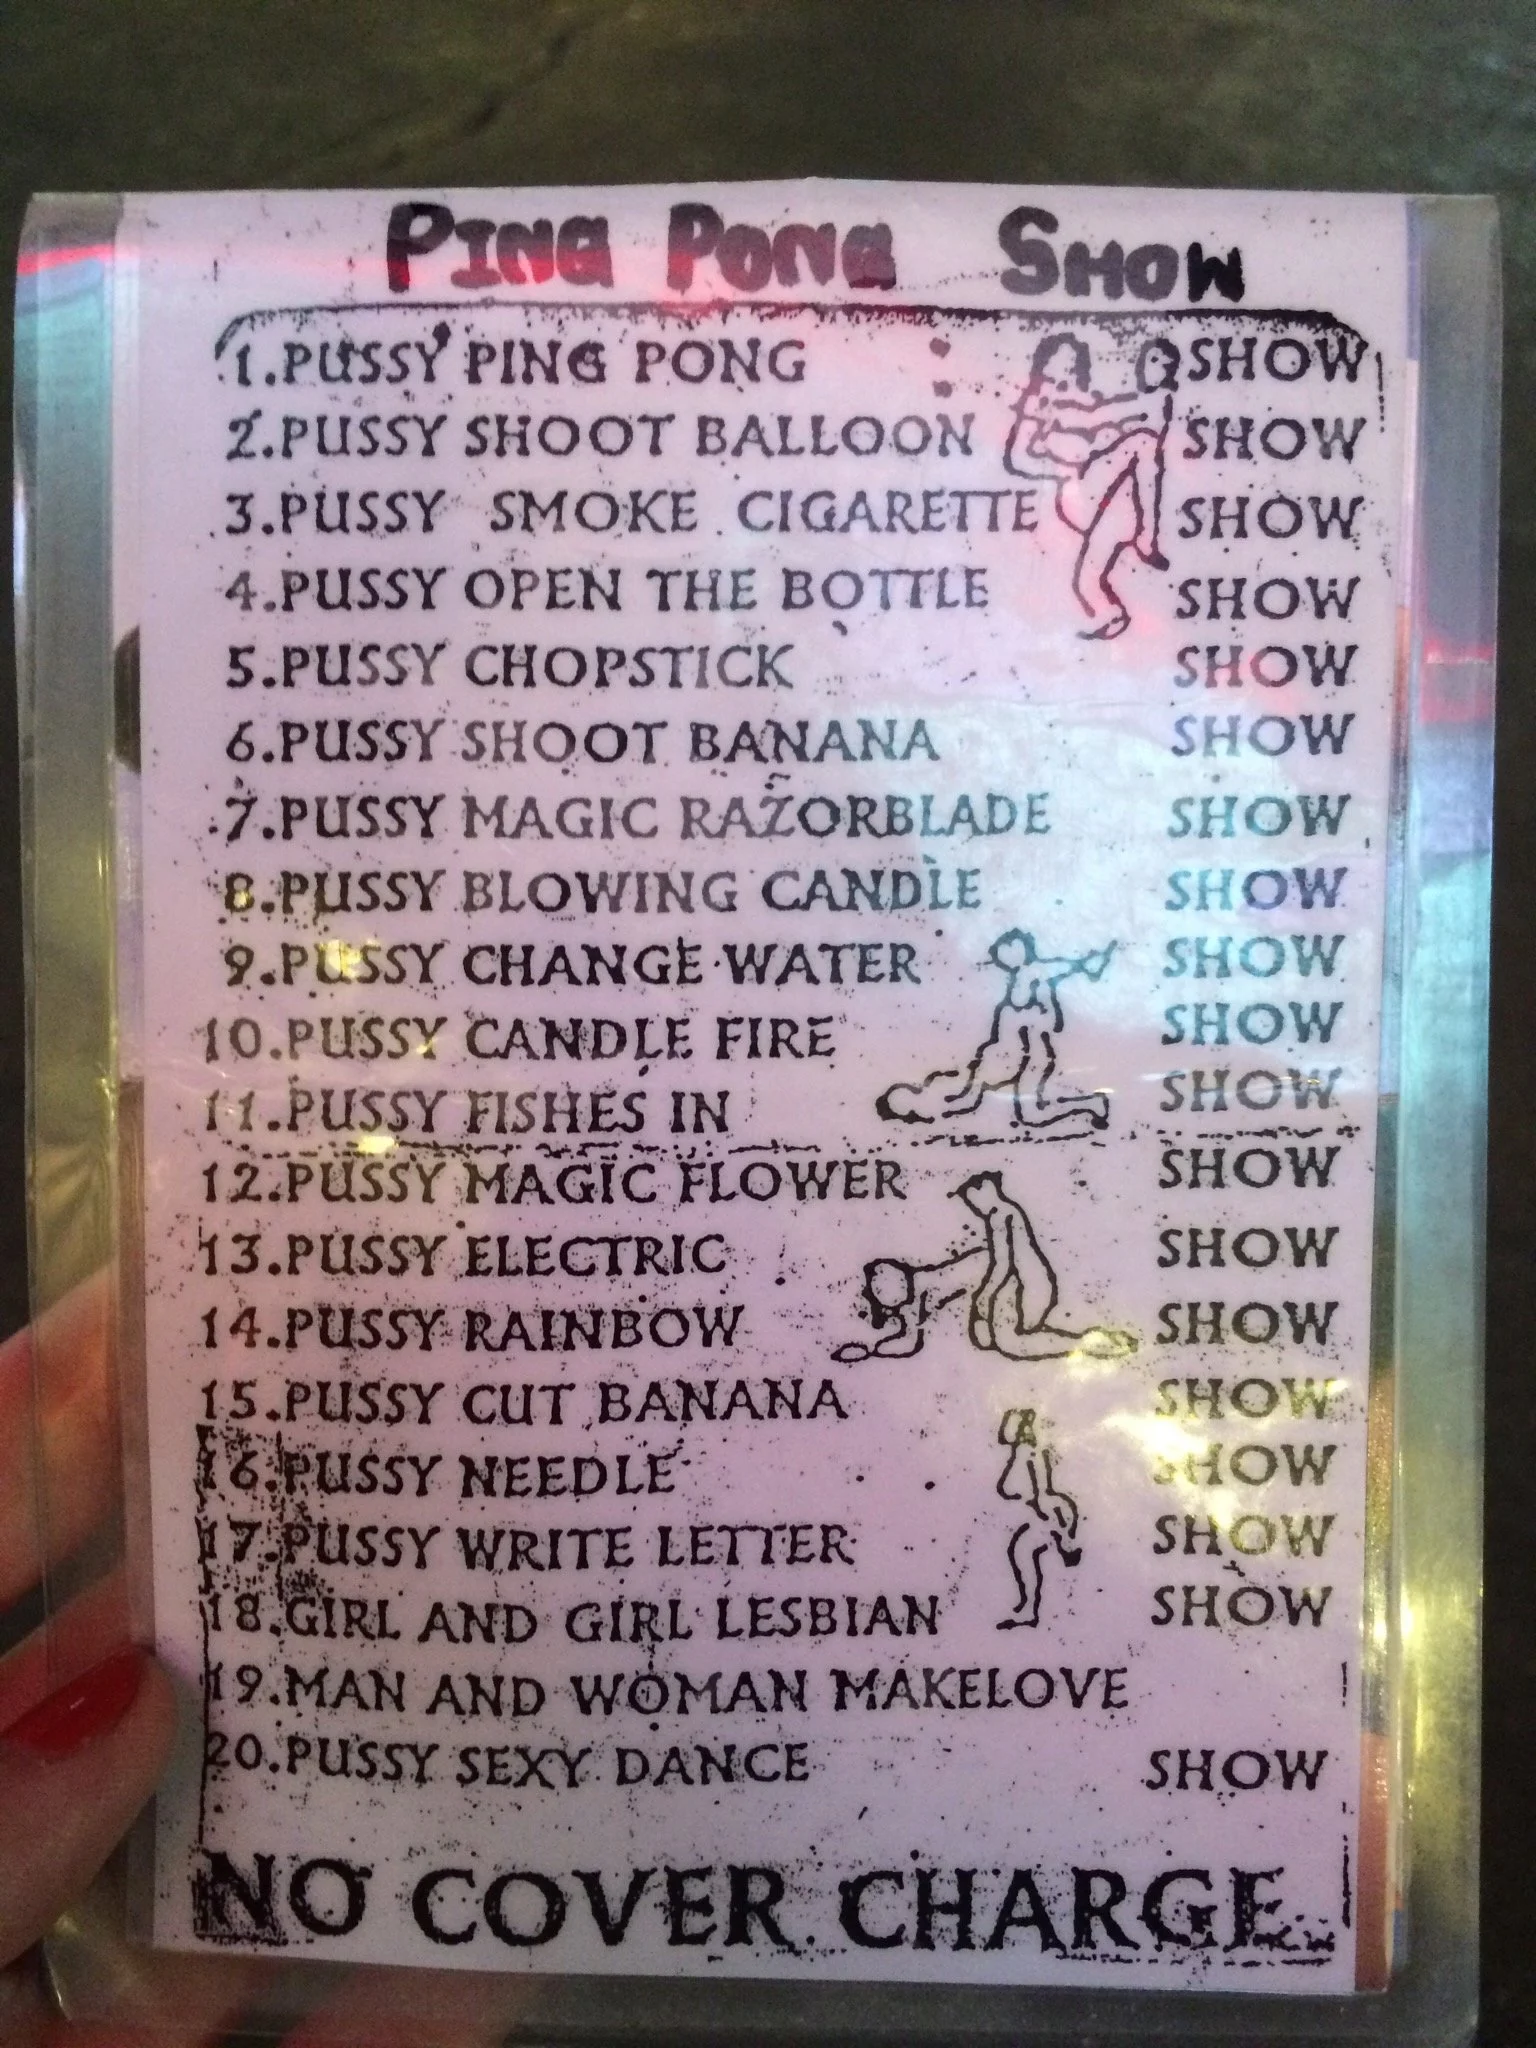 PING PONG SHOW
1.PUSSY PING PONG SHOW
2.PUSSY SHOOT BALLOON SHOW
3.PUSSY SMOKE CIGARETTE SHOW
4.PUSSY OPEN THE BOTTLE SHOW
5.PUSSY CHOPSTICK SHOW
6.PUSSY SHOOT BANANA SHOW
7.PUSSY MAGIC RAZORBLADE SHOW
8.PUSSY BLOWING CANDLE SHOW
9.PUSSY CHANGE WATER SHOW
10.PUSSY CANDLE FIRE SHOW
11.PUSSY FISHES IN SHOW
12.PUSSY MAGIC FLOWER SHOW
13.PUSSY ELECTRIC SHOW
14.PUSSY RAINBOW SHOW
15.PUSSY CUT BANANA SHOW
16.PUSSY NEEDLE SHOW
17.PUSSY WRITE LETTER SHOW
18.GIRL AND GIRL LESBIAN SHOW
19.MAN AND WOMAN MAKELOVE
20.PUSSY SEXY DANCE SHOW
NO COVER CHARGE